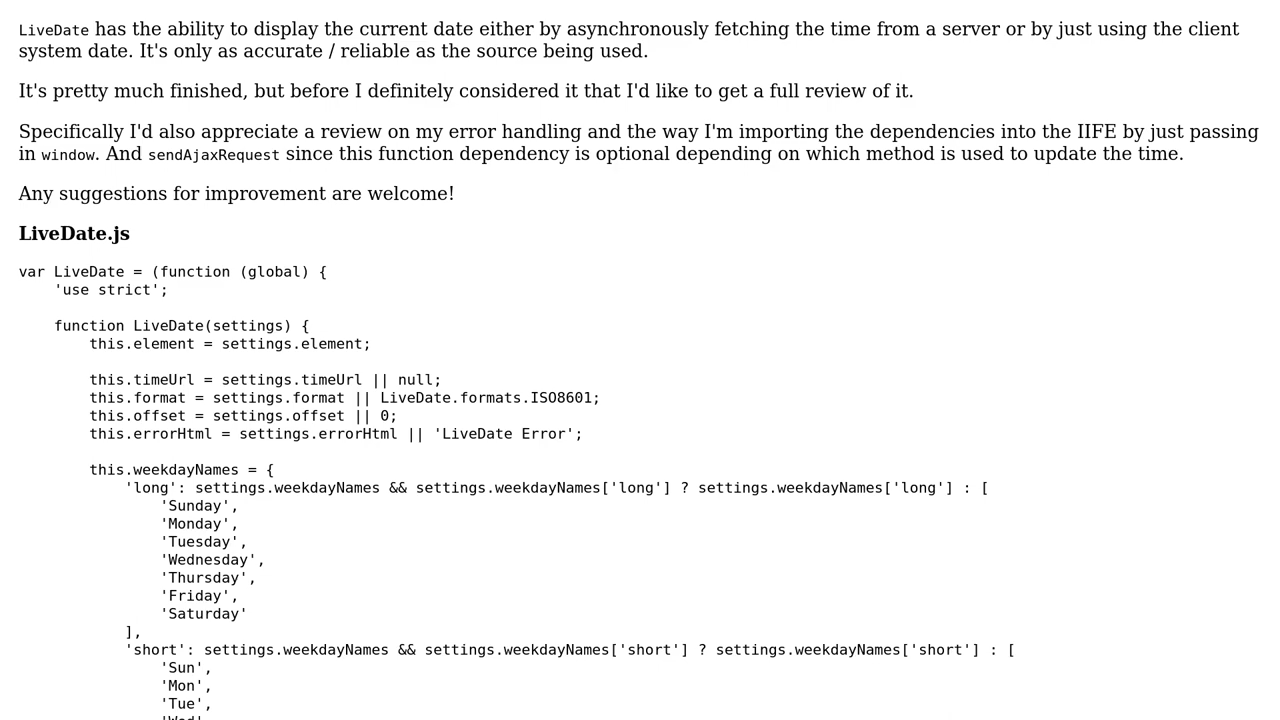 LiveDate has the ability to display the current date either by asynchronously fetching the time from a server or by just using the client
system date. It's only as accurate / reliable as the source being used.
It's pretty much finished, but before I definitely considered it that I'd like to get a full review of it.
Specifically I'd also appreciate a review on my error handling and the way I'm importing the dependencies into the IIFE by just passing
in window. And sendAjaxRequest since this function dependency is optional depending on which method is used to update the time.
Any suggestions for improvement are welcome!
LiveDate.js
var LiveDate = (function (global) {
    'use strict';
    function LiveDate(settings) {
        this.element = settings.element;
        this.timeUrl = settings.timeUrl || null;
        this.format = settings.format || LiveDate.formats.ISO8601;
        this.offset = settings.offset || 0;
        this.errorHtml = settings.errorHtml || 'LiveDate Error';
        this.weekdayNames = {
            'long': settings.weekdayNames && settings.weekdayNames['long'] ? settings.weekdayNames['long'] : [
                'Sunday',
                'Monday',
                'Tuesday',
                'Wednesday',
                'Thursday',
                'Friday',
                'Saturday'
            ],
            'short': settings.weekdayNames && settings.weekdayNames['short'] ? settings.weekdayNames['short'] : [
                'Sun',
                'Mon',
                'Tue',